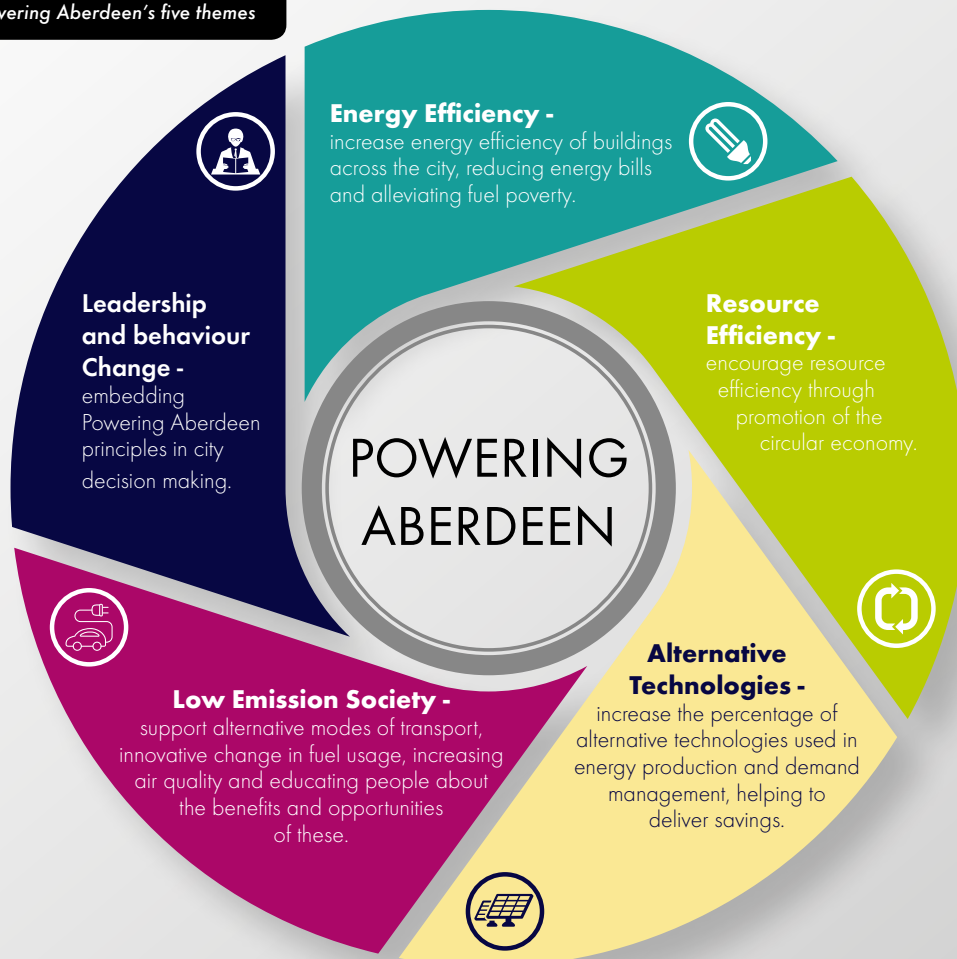 Powering Aberdeen's five themes
Energy Efficiency -
increase energy efficiency of buildings
across the city, reducing energy bills
and alleviating fuel poverty.
Resource
Efficiency -
encourage resource
efficiency through
promotion of the
circular economy.
Alternative
Technologies -
increase the percentage of
alternative technologies used in
energy production and demand
management, helping to
deliver savings.
Low Emission Society -
support alternative modes of transport,
innovative change in fuel usage, increasing
air quality and educating people about
the benefits and opportunities
of these.
Leadership
and behaviour
Change -
embedding
Powering Aberdeen
principles in city
decision making.
POWERING
ABERDEEN